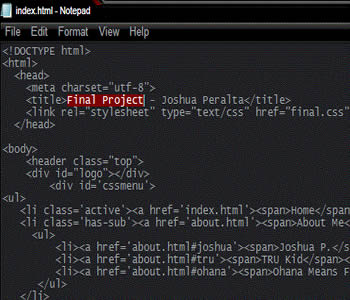 index.html - Notepad
File Edit Format View Help
<!DOCTYPE html>
<html>
<head>
<meta charset="utf-8">
<title>Final Project - Joshua Peralta</title>
<link rel="stylesheet" type="text/css" href="final.css"
</head>
<body>
<header class="top">
<div id="logo"></div>
<div id='cssmenu'>
<ul>
<li class='active'><a href='index.html'><span>Home</span
<li class='has-sub'><a href='about.html'><span>About Me<
<ul>
<li><a href='about.html#joshua'><span>Joshua P.</s
<li><a href='about.html#tru'><span>TRU Kid</span><
<li><a href='about.html#ohana'><span>Ohana Means F
</ul>
</li>